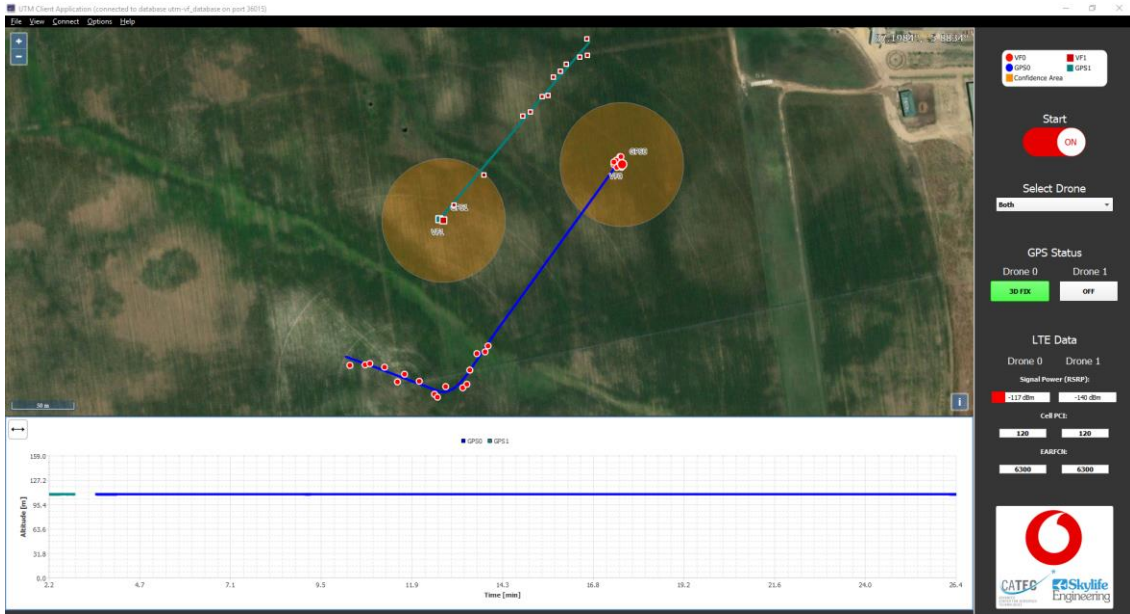 UTM Client Application (connected to database utm-vf_database on port 36015)
File View Connect Options Help
+
−
GPS0
VF0
GPS1
VF1
50 m
i
VF0 VF1
GPS0 GPS1
Confidence Area
Start
ON
Select Drone
Both
GPS Status
Drone 0 Drone 1
3D FIX OFF
LTE Data
Drone 0 Drone 1
Signal Power (RSRP):
-117 dBm -140 dBm
Cell PCI:
120 120
EARFCN:
6300 6300
GPS0 GPS1
Altitude [m]
159.0
127.2
95.4
63.6
31.8
0.0
2.2 4.7 7.1 9.5 11.9 14.3 16.8 19.2 21.6 24.0 26.4
Time [min]
CATEC
Skylife
Engineering